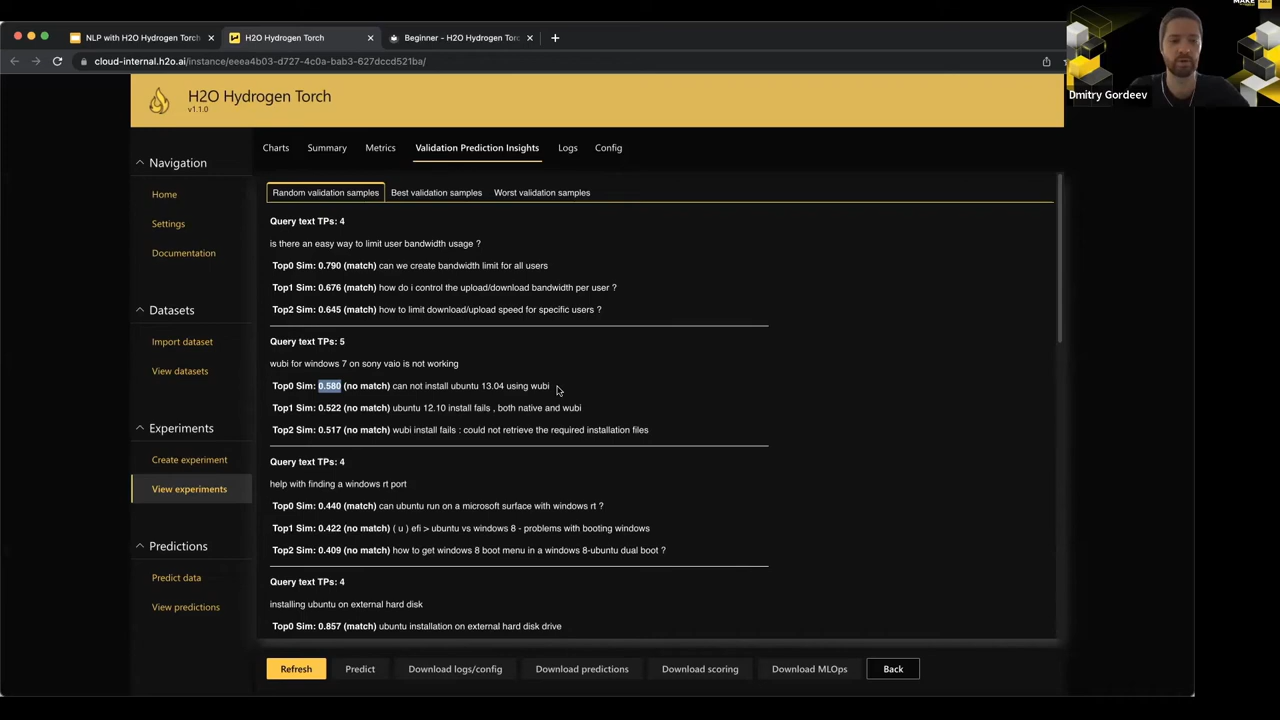 NLP with H2O Hydrogen Torch
H2O Hydrogen Torch
Beginner - H2O Hydrogen Torc
cloud-internal.h2o.ai/instance/eeea4b03-d727-4c0a-bab3-627dccd521ba/
MAKE
Dmitry Gordeev
H2O Hydrogen Torch
v1.1.0
Navigation
Home
Settings
Documentation
Datasets
Import dataset
View datasets
Experiments
Create experiment
View experiments
Predictions
Predict data
View predictions
Charts Summary Metrics Validation Prediction Insights Logs Config
Random validation samples Best validation samples Worst validation samples
Query text TPs: 4
is there an easy way to limit user bandwidth usage ?
Top0 Sim: 0.790 (match) can we create bandwidth limit for all users
Top1 Sim: 0.676 (match) how do i control the upload/download bandwidth per user ?
Top2 Sim: 0.645 (match) how to limit download/upload speed for specific users ?
Query text TPs: 5
wubi for windows 7 on sony vaio is not working
Top0 Sim: 0.580 (no match) can not install ubuntu 13.04 using wubi
Top1 Sim: 0.522 (no match) ubuntu 12.10 install fails , both native and wubi
Top2 Sim: 0.517 (no match) wubi install fails : could not retrieve the required installation files
Query text TPs: 4
help with finding a windows rt port
Top0 Sim: 0.440 (no match) can ubuntu run on a microsoft surface with windows rt ?
Top1 Sim: 0.422 (no match) ( u ) efi > ubuntu vs windows 8 - problems with booting windows
Top2 Sim: 0.409 (no match) how to get windows 8 boot menu in a windows 8-ubuntu dual boot ?
Query text TPs: 4
installing ubuntu on external hard disk
Top0 Sim: 0.857 (match) ubuntu installation on external hard disk drive
Refresh Predict Download logs/config Download predictions Download scoring Download MLOps Back